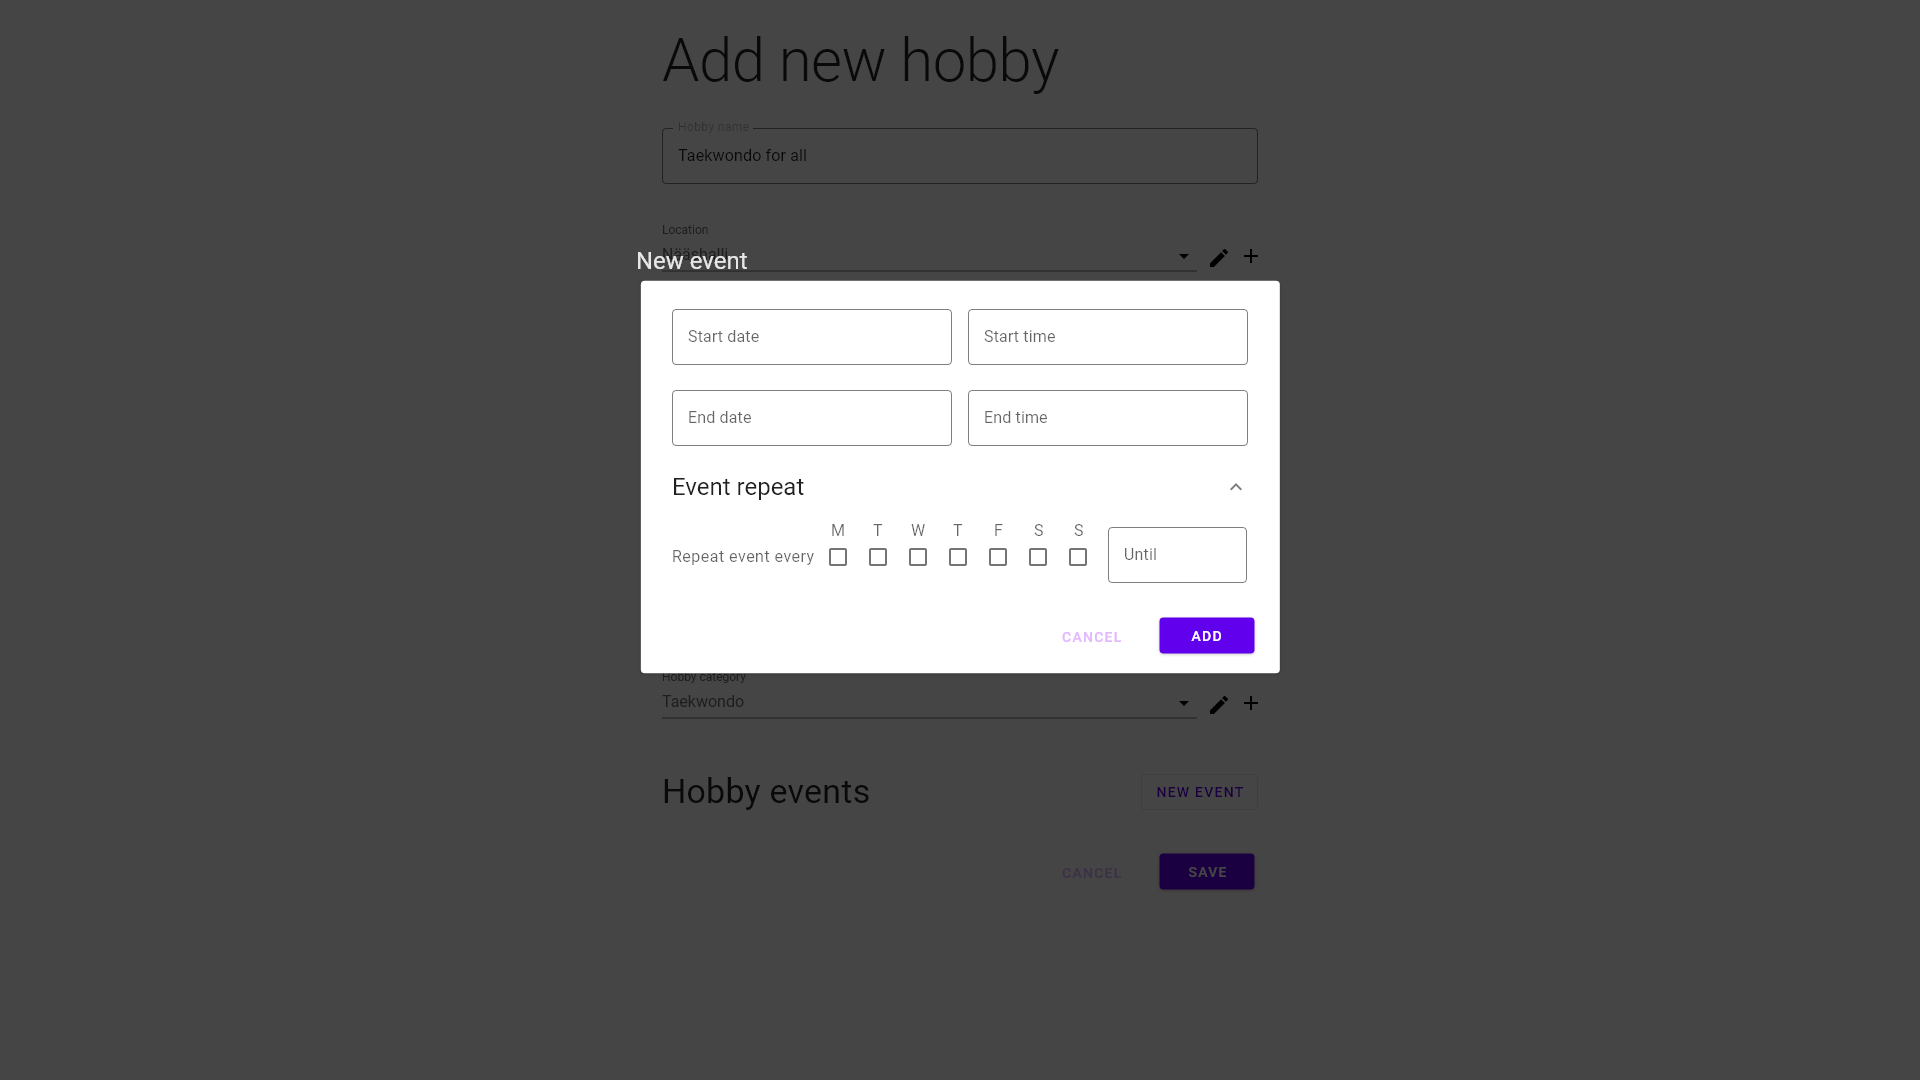 Add new hobby
Hobby name
Taekwondo for all
Location
New event
Start date Start time
End date End time
Event repeat
M T W T F S S
Repeat event every Until
CANCEL ADD
Hobby category
Taekwondo
Hobby events NEW EVENT
CANCEL SAVE